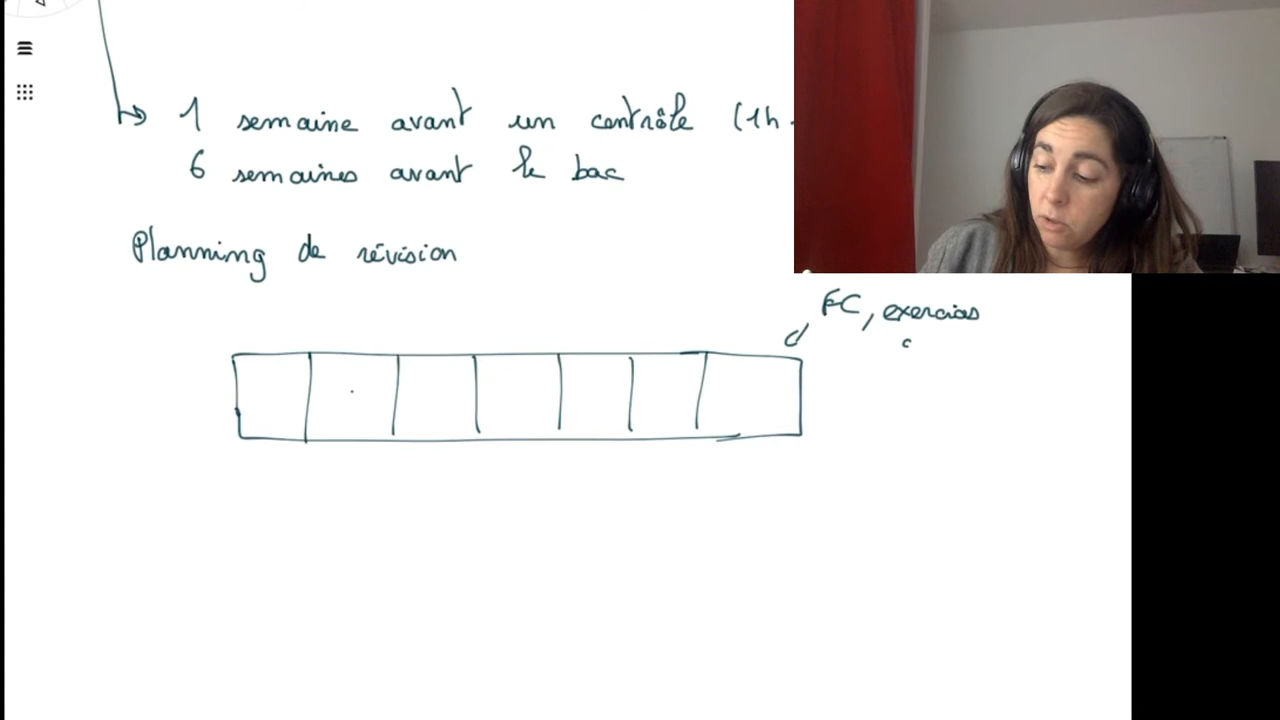 1 semaine avant un contrôle (1h
6 semaines avant le bac
Planning de révision
FC, exercices